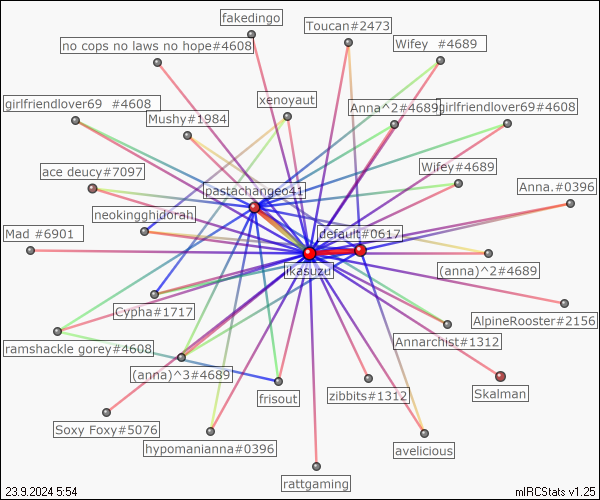 fakedingo
Toucan#2473
no cops no laws no hope#4608
Wifey  #4689
girlfriendlover69  #4608
xenoyaut
Anna^2#4689
girlfriendlover69#4608
Mushy#1984
ace deucy#7097
Wifey#4689
pastachangeo41
Anna.#0396
neokingghidorah
Mad #6901
default#0617
ikasuzu
(anna)^2#4689
Cypha#1717
AlpineRooster#2156
ramshackle gorey#4608
Annarchist#1312
(anna)^3#4689
frisout
zibbits#1312
Skalman
Soxy Foxy#5076
hypomanianna#0396
avelicious
rattgaming
23.9.2024 5:54
mIRCStats v1.25